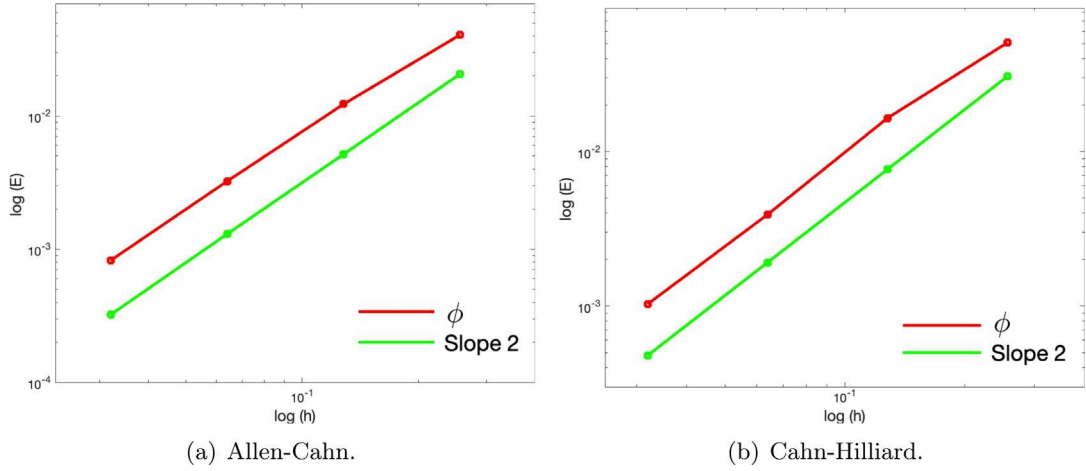 10^-2
10^-3
10^-4
log (E)
10^-1
log (h)
ϕ
Slope 2
(a) Allen-Cahn.
10^-2
10^-3
log (E)
10^-1
log (h)
ϕ
Slope 2
(b) Cahn-Hilliard.